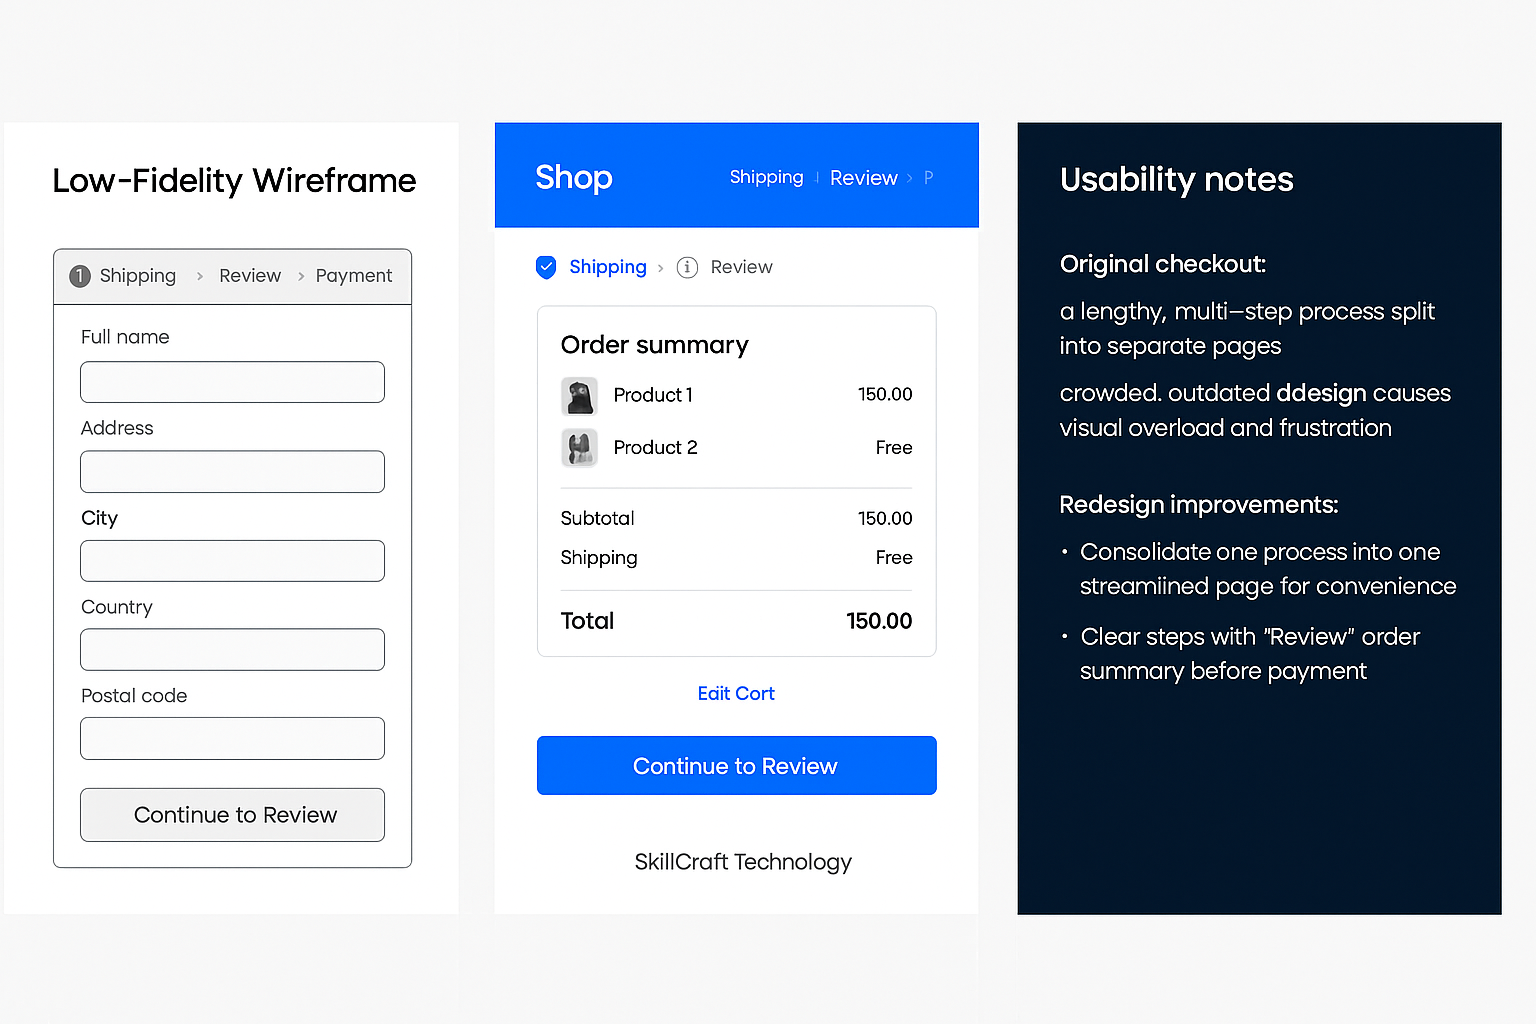 Low-Fidelity Wireframe
1 Shipping > Review > Payment
Full name
Address
City
Country
Postal code
Continue to Review
Shop
Shipping Review > P
Shipping > i Review
Order summary
Product 1 150.00
Product 2 Free
Subtotal 150.00
Shipping Free
Total 150.00
Eait Cort
Continue to Review
SkillCraft Technology
Usability notes
Original checkout:
a lengthy, multi–step process split
into separate pages
crowded. outdated ddesign causes
visual overload and frustration
Redesign improvements:
• Consolidate one process into one
streamiined page for convenience
• Clear steps with "Review" order
summary before payment